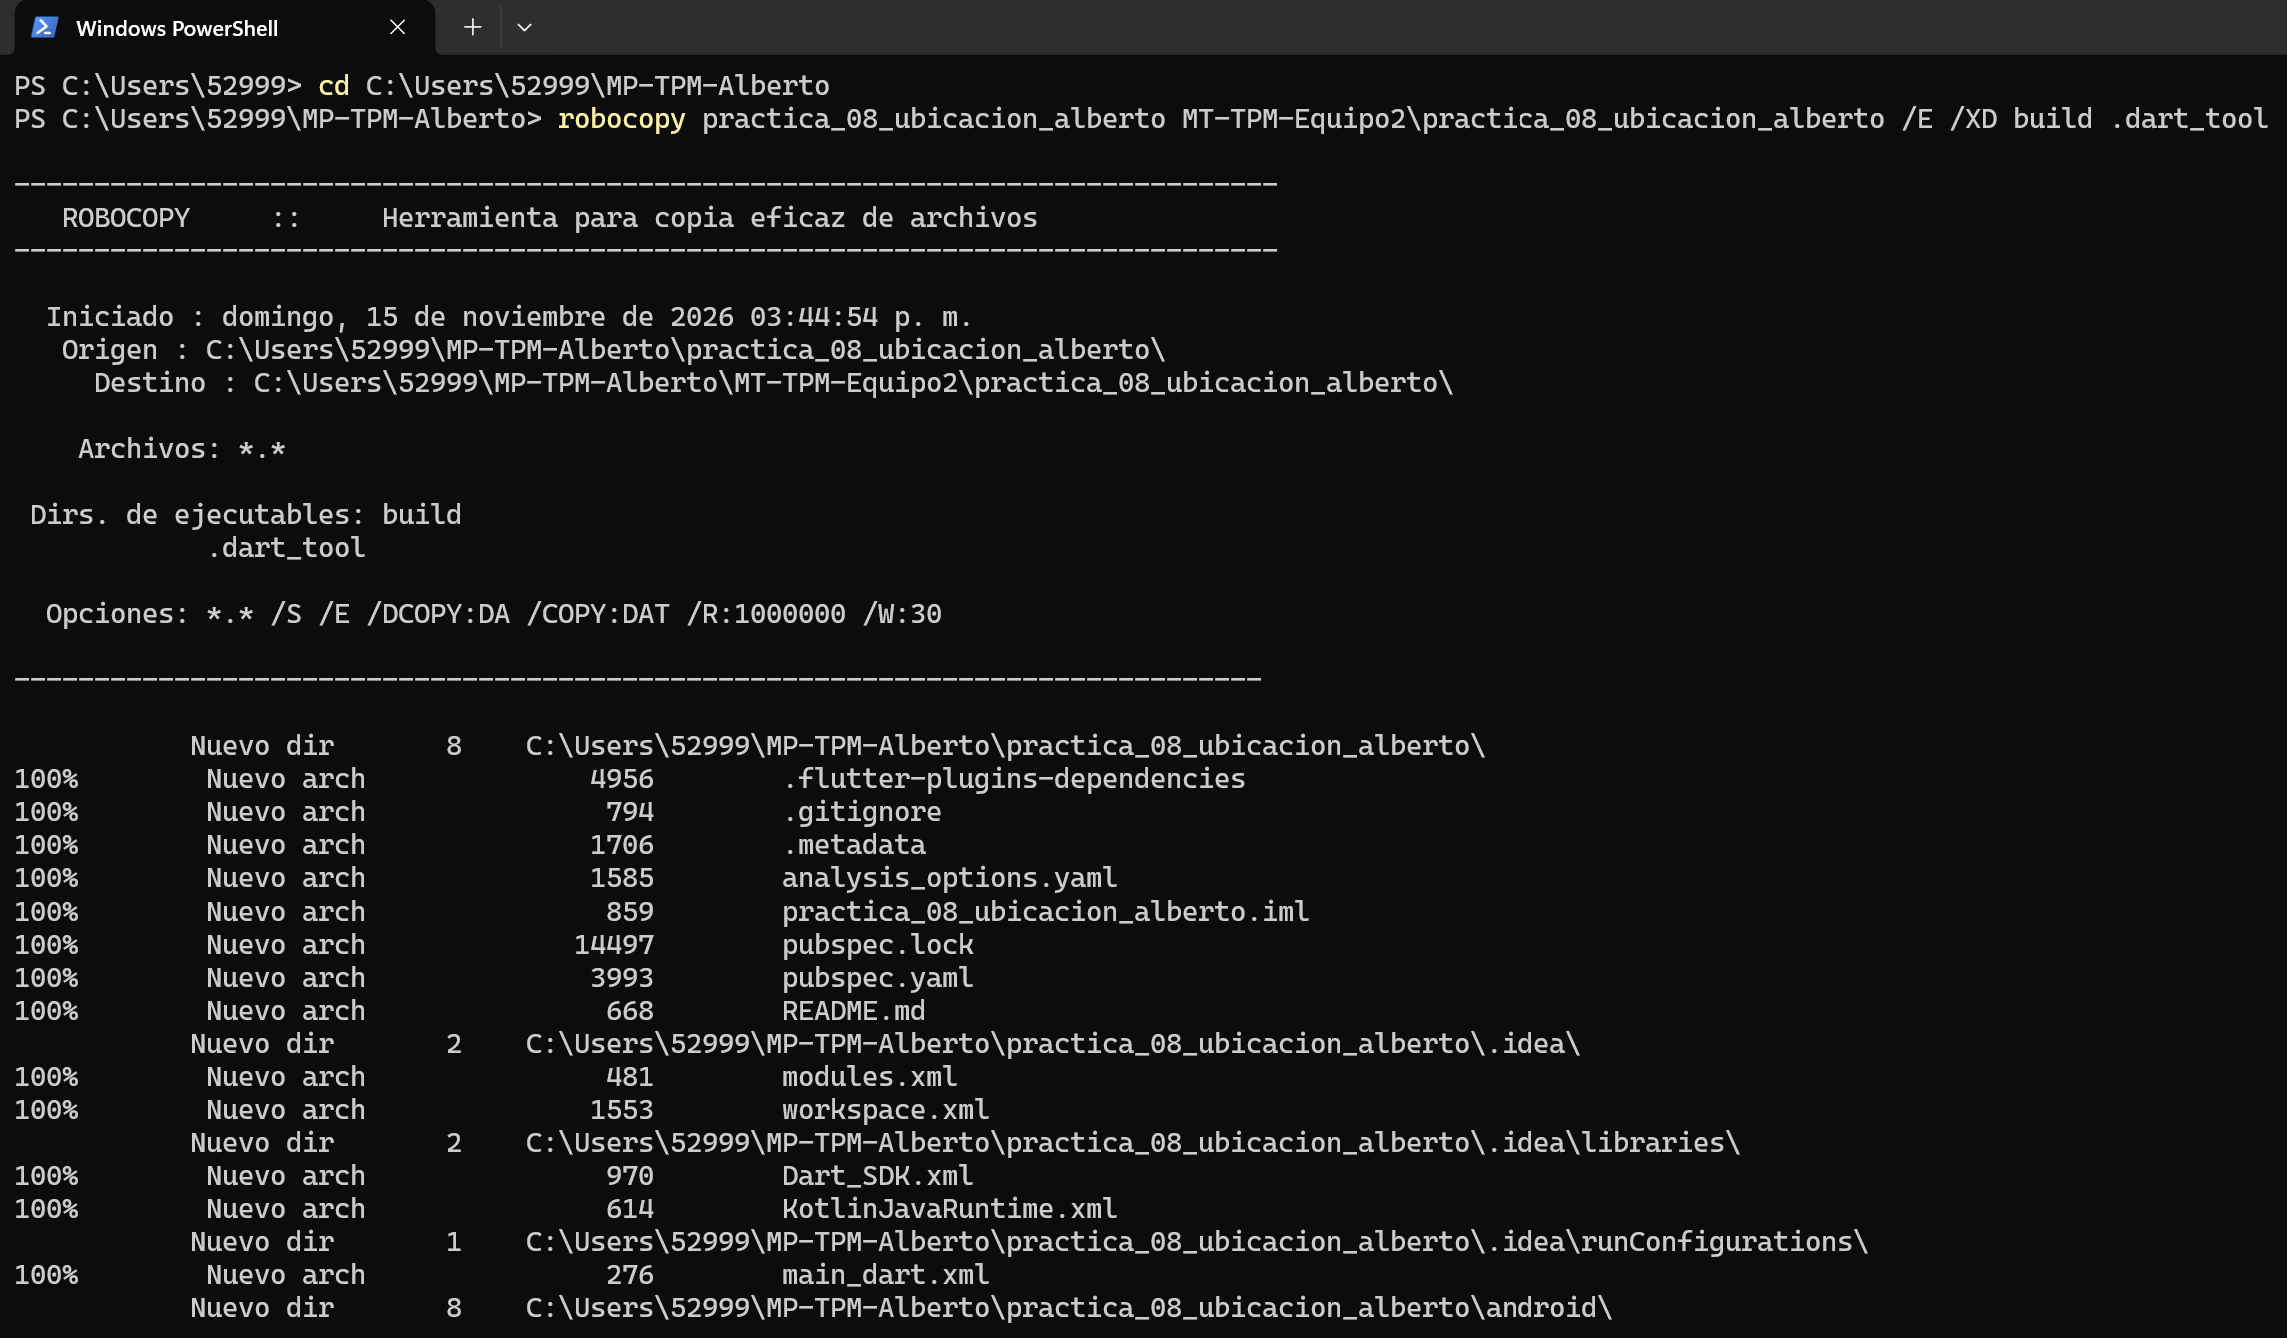 Windows PowerShell
PS C:\Users\52999> cd C:\Users\52999\MP-TPM-Alberto
PS C:\Users\52999\MP-TPM-Alberto> robocopy practica_08_ubicacion_alberto MT-TPM-Equipo2\practica_08_ubicacion_alberto /E /XD build .dart_tool
-------------------------------------------------------------------------------
   ROBOCOPY     ::     Herramienta para copia eficaz de archivos
-------------------------------------------------------------------------------
  Iniciado : domingo, 15 de noviembre de 2026 03:44:54 p. m.
   Origen : C:\Users\52999\MP-TPM-Alberto\practica_08_ubicacion_alberto\
     Destino : C:\Users\52999\MP-TPM-Alberto\MT-TPM-Equipo2\practica_08_ubicacion_alberto\
    Archivos: *.*
 Dirs. de ejecutables: build
            .dart_tool
  Opciones: *.* /S /E /DCOPY:DA /COPY:DAT /R:1000000 /W:30
------------------------------------------------------------------------------
           Nuevo dir       8    C:\Users\52999\MP-TPM-Alberto\practica_08_ubicacion_alberto\
100%        Nuevo arch              4956        .flutter-plugins-dependencies
100%        Nuevo arch               794        .gitignore
100%        Nuevo arch              1706        .metadata
100%        Nuevo arch              1585        analysis_options.yaml
100%        Nuevo arch               859        practica_08_ubicacion_alberto.iml
100%        Nuevo arch             14497        pubspec.lock
100%        Nuevo arch              3993        pubspec.yaml
100%        Nuevo arch               668        README.md
           Nuevo dir       2    C:\Users\52999\MP-TPM-Alberto\practica_08_ubicacion_alberto\.idea\
100%        Nuevo arch               481        modules.xml
100%        Nuevo arch              1553        workspace.xml
           Nuevo dir       2    C:\Users\52999\MP-TPM-Alberto\practica_08_ubicacion_alberto\.idea\libraries\
100%        Nuevo arch               970        Dart_SDK.xml
100%        Nuevo arch               614        KotlinJavaRuntime.xml
           Nuevo dir       1    C:\Users\52999\MP-TPM-Alberto\practica_08_ubicacion_alberto\.idea\runConfigurations\
100%        Nuevo arch               276        main_dart.xml
           Nuevo dir       8    C:\Users\52999\MP-TPM-Alberto\practica_08_ubicacion_alberto\android\